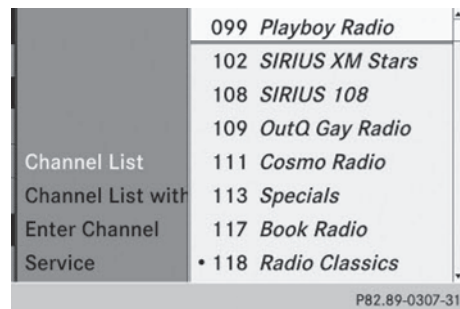 099 Playboy Radio
102 SIRIUS XM Stars
108 SIRIUS 108
109 OutQ Gay Radio
Channel List 111 Cosmo Radio
Channel List with 113 Specials
Enter Channel 117 Book Radio
Service • 118 Radio Classics
P82.89-0307-31